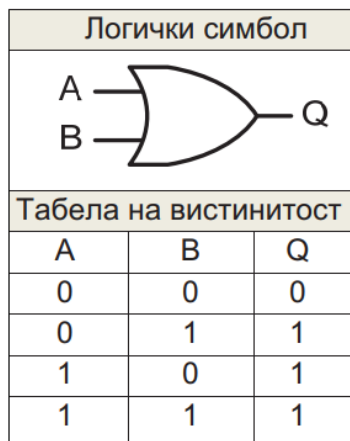 Логички симбол
A
B
Q
Табела на вистинитост
A B Q
0 0 0
0 1 1
1 0 1
1 1 1